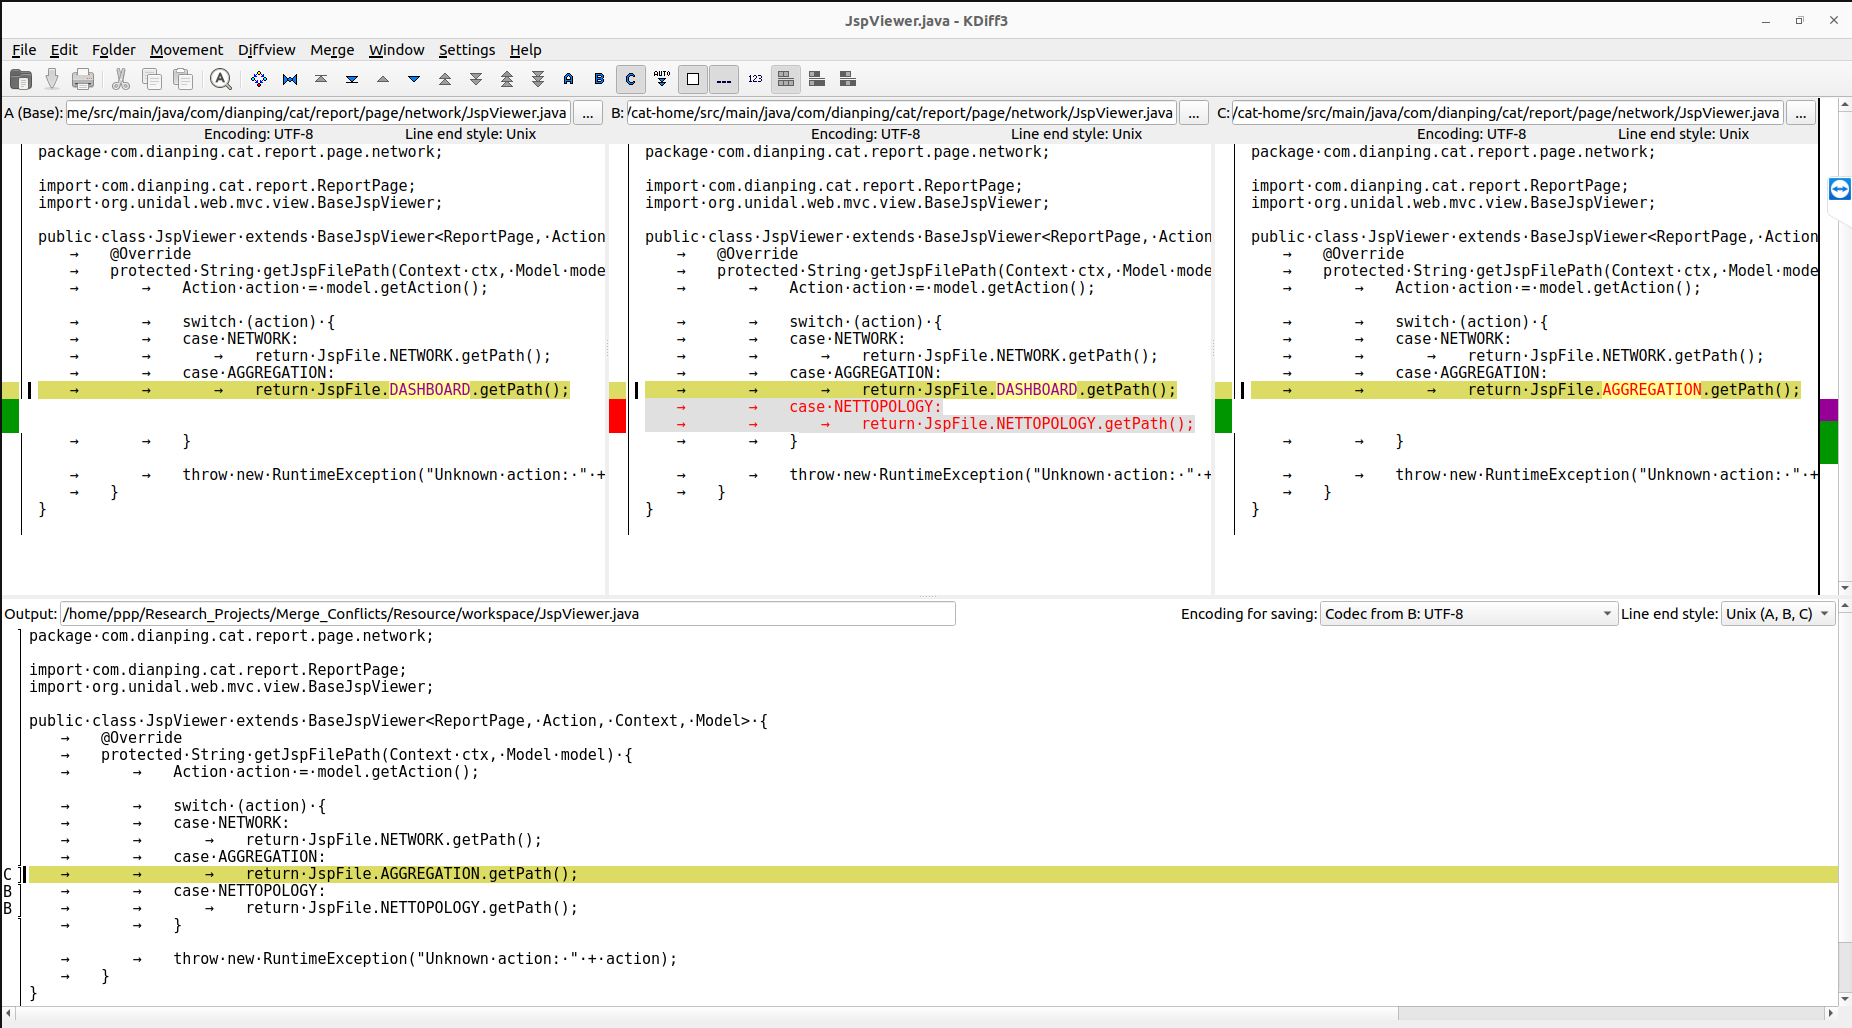 JspViewer.java - KDiff3
File Edit Folder Movement Diffview Merge Window Settings Help
A B C AUTO 123
A (Base): me/src/main/java/com/dianping/cat/report/page/network/JspViewer.java ...
Encoding: UTF-8 Line end style: Unix
package·com.dianping.cat.report.page.network;
import·com.dianping.cat.report.ReportPage;
import·org.unidal.web.mvc.view.BaseJspViewer;
public·class·JspViewer·extends·BaseJspViewer<ReportPage,·Action
→ @Override
→ protected·String·getJspFilePath(Context·ctx,·Model·mode
→ → Action·action·=·model.getAction();
→ → switch·(action)·{
→ → case·NETWORK:
→ → → return·JspFile.NETWORK.getPath();
→ → case·AGGREGATION:
→ → → return·JspFile.DASHBOARD.getPath();
→ → }
→ → throw·new·RuntimeException("Unknown·action:·"·+
→ }
}
B: /cat-home/src/main/java/com/dianping/cat/report/page/network/JspViewer.java ...
Encoding: UTF-8 Line end style: Unix
package·com.dianping.cat.report.page.network;
import·com.dianping.cat.report.ReportPage;
import·org.unidal.web.mvc.view.BaseJspViewer;
public·class·JspViewer·extends·BaseJspViewer<ReportPage,·Action
→ @Override
→ protected·String·getJspFilePath(Context·ctx,·Model·mode
→ → Action·action·=·model.getAction();
→ → switch·(action)·{
→ → case·NETWORK:
→ → → return·JspFile.NETWORK.getPath();
→ → case·AGGREGATION:
→ → → return·JspFile.DASHBOARD.getPath();
→ → case·NETTOPOLOGY:
→ → → return·JspFile.NETTOPOLOGY.getPath();
→ → }
→ → throw·new·RuntimeException("Unknown·action:·"·+
→ }
}
C: /cat-home/src/main/java/com/dianping/cat/report/page/network/JspViewer.java ...
Encoding: UTF-8 Line end style: Unix
package·com.dianping.cat.report.page.network;
import·com.dianping.cat.report.ReportPage;
import·org.unidal.web.mvc.view.BaseJspViewer;
public·class·JspViewer·extends·BaseJspViewer<ReportPage,·Action
→ @Override
→ protected·String·getJspFilePath(Context·ctx,·Model·mode
→ → Action·action·=·model.getAction();
→ → switch·(action)·{
→ → case·NETWORK:
→ → → return·JspFile.NETWORK.getPath();
→ → case·AGGREGATION:
→ → → return·JspFile.AGGREGATION.getPath();
→ → }
→ → throw·new·RuntimeException("Unknown·action:·"·+
→ }
}
Output: /home/ppp/Research_Projects/Merge_Conflicts/Resource/workspace/JspViewer.java Encoding for saving: Codec from B: UTF-8 Line end style: Unix (A, B, C)
package·com.dianping.cat.report.page.network;
import·com.dianping.cat.report.ReportPage;
import·org.unidal.web.mvc.view.BaseJspViewer;
public·class·JspViewer·extends·BaseJspViewer<ReportPage,·Action,·Context,·Model>·{
→ @Override
→ protected·String·getJspFilePath(Context·ctx,·Model·model)·{
→ → Action·action·=·model.getAction();
→ → switch·(action)·{
→ → case·NETWORK:
→ → → return·JspFile.NETWORK.getPath();
→ → case·AGGREGATION:
C → → → return·JspFile.AGGREGATION.getPath();
B → → case·NETTOPOLOGY:
B → → → return·JspFile.NETTOPOLOGY.getPath();
→ → }
→ → throw·new·RuntimeException("Unknown·action:·"·+·action);
→ }
}